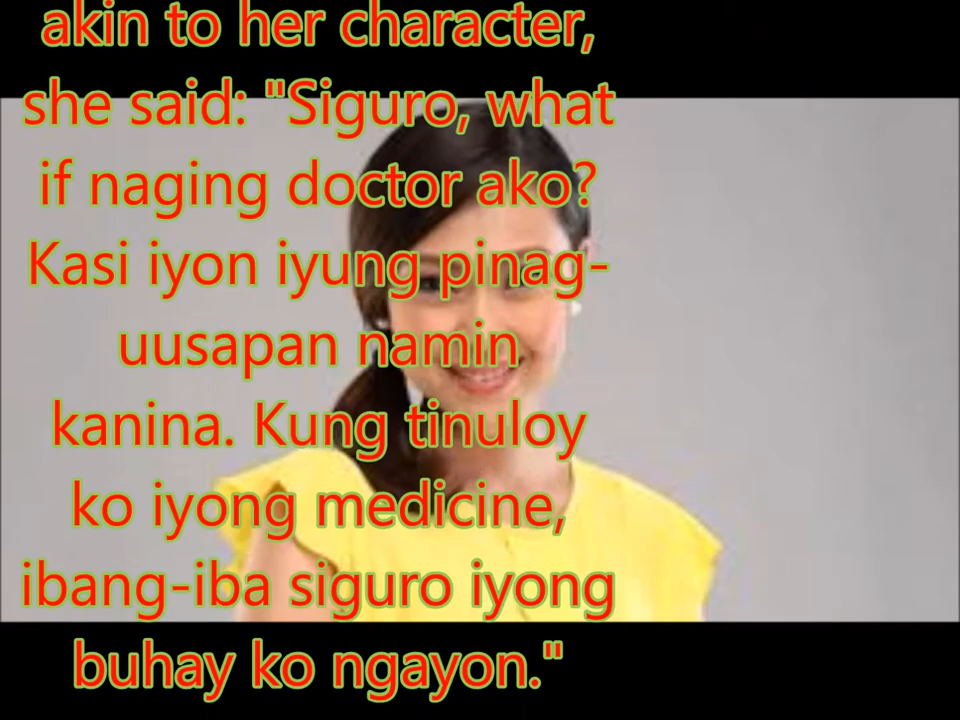 akin to her character,
she said: "Siguro, what
if naging doctor ako?
Kasi iyon iyung pinag-
uusapan namin
kanina. Kung tinuloy
ko iyong medicine,
ibang-iba siguro iyong
buhay ko ngayon."